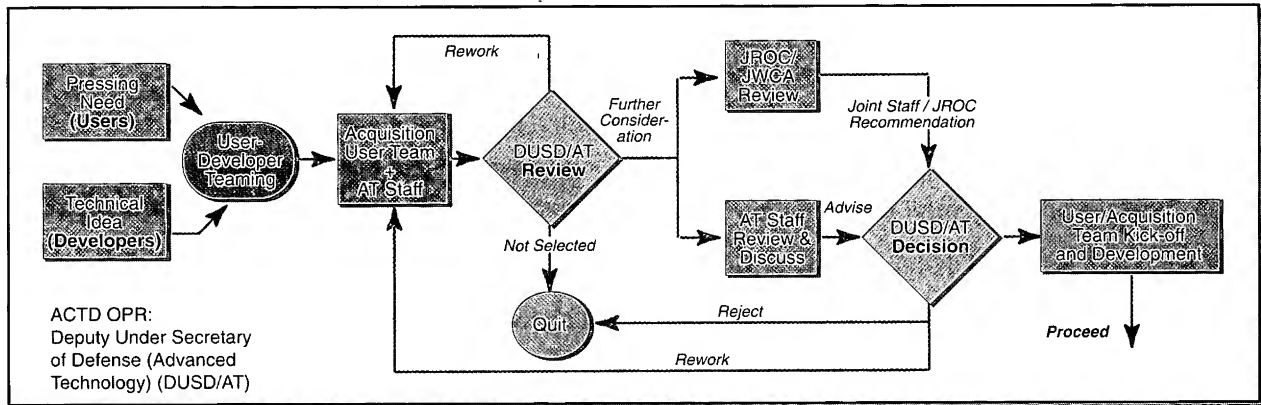 Pressing
Need
(Users)
Technical
Idea
(Developers)
User-
Developer
Teaming
Acquisition
User Team
+
AT Staff
Rework
DUSD/AT
Review
Further
Consider-
ation
Not Selected
Quit
JROC/
JWCA
Review
Joint Staff / JROC
Recommendation
AT Staff
Review &
Discuss
Advise
DUSD/AT
Decision
User/Acquisition
Team Kick-off
and Development
Proceed
Reject
Rework
ACTD OPR:
Deputy Under Secretary
of Defense (Advanced
Technology) (DUSD/AT)